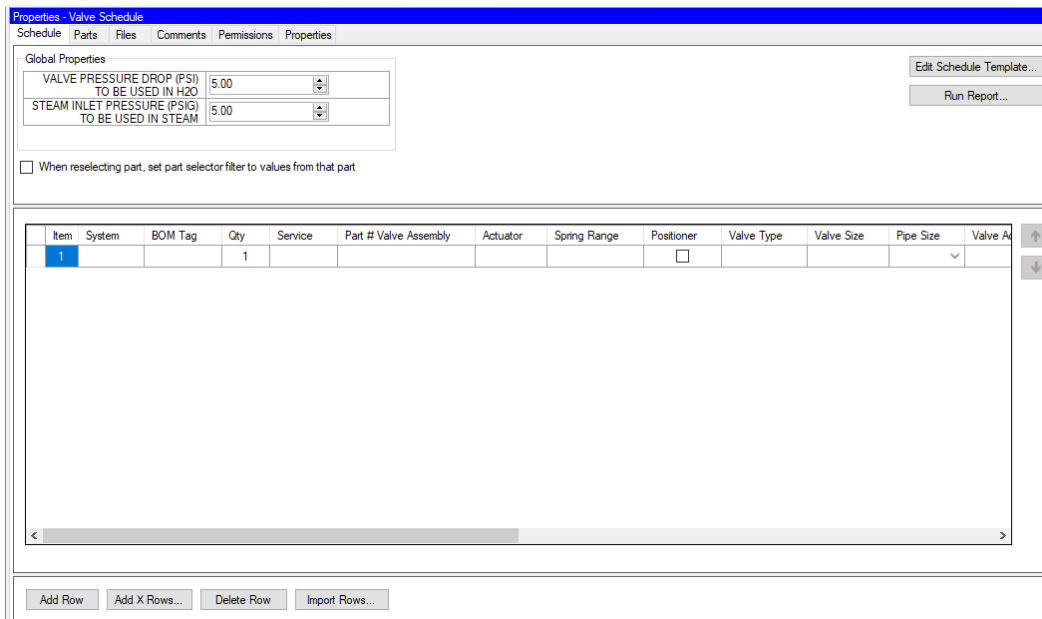 Properties - Valve Schedule
Schedule Parts Files Comments Permissions Properties
Global Properties
VALVE PRESSURE DROP (PSI) 5.00
TO BE USED IN H2O
STEAM INLET PRESSURE (PSIG) 5.00
TO BE USED IN STEAM
Edit Schedule Template...
Run Report...
When reselecting part, set part selector filter to values from that part
Item System BOM Tag Qty Service Part # Valve Assembly Actuator Spring Range Positioner Valve Type Valve Size Pipe Size Valve Ac
1 1
Add Row Add X Rows... Delete Row Import Rows...